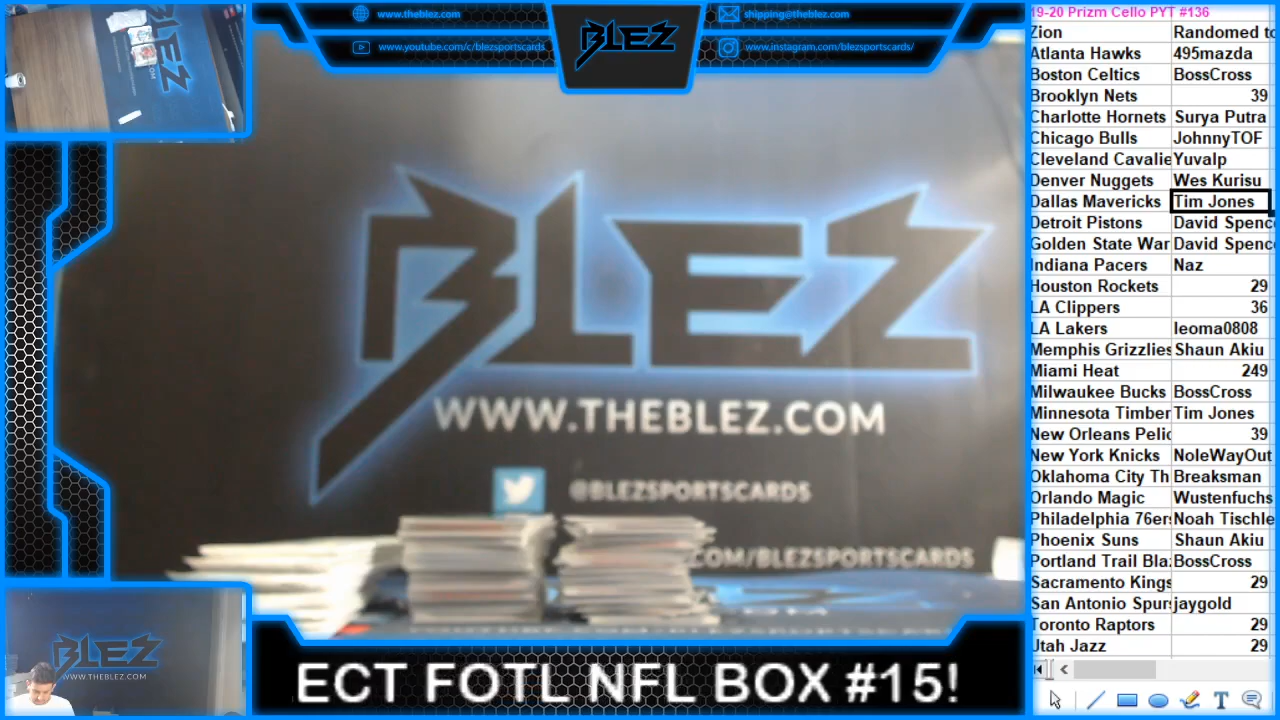 www.theblez.com
shipping@theblez.com
www.youtube.com/c/blezsportscards
www.instagram.com/blezsportscards/
BLEZ
BLEZ
WWW.THEBLEZ.COM
@BLEZSPORTSCARDS
COM/BLEZSPORTSCARDS
BLEZ
WWW.THEBLEZ.COM
ECT FOTL NFL BOX #15!
19-20 Prizm Cello PYT #136
Zion Randomed to
Atlanta Hawks 495mazda
Boston Celtics BossCross
Brooklyn Nets 39
Charlotte Hornets Surya Putra
Chicago Bulls JohnnyTOF
Cleveland Cavalie Yuvalp
Denver Nuggets Wes Kurisu
Dallas Mavericks Tim Jones
Detroit Pistons David Spence
Golden State War David Spence
Indiana Pacers Naz
Houston Rockets 29
LA Clippers 36
LA Lakers leoma0808
Memphis Grizzlies Shaun Akiu
Miami Heat 249
Milwaukee Bucks BossCross
Minnesota Timber Tim Jones
New Orleans Pelic 39
New York Knicks NoleWayOut
Oklahoma City Th Breaksman
Orlando Magic Wustenfuchs
Philadelphia 76ers Noah Tischle
Phoenix Suns Shaun Akiu
Portland Trail Blaz BossCross
Sacramento Kings 29
San Antonio Spurs jaygold
Toronto Raptors 29
Utah Jazz 29